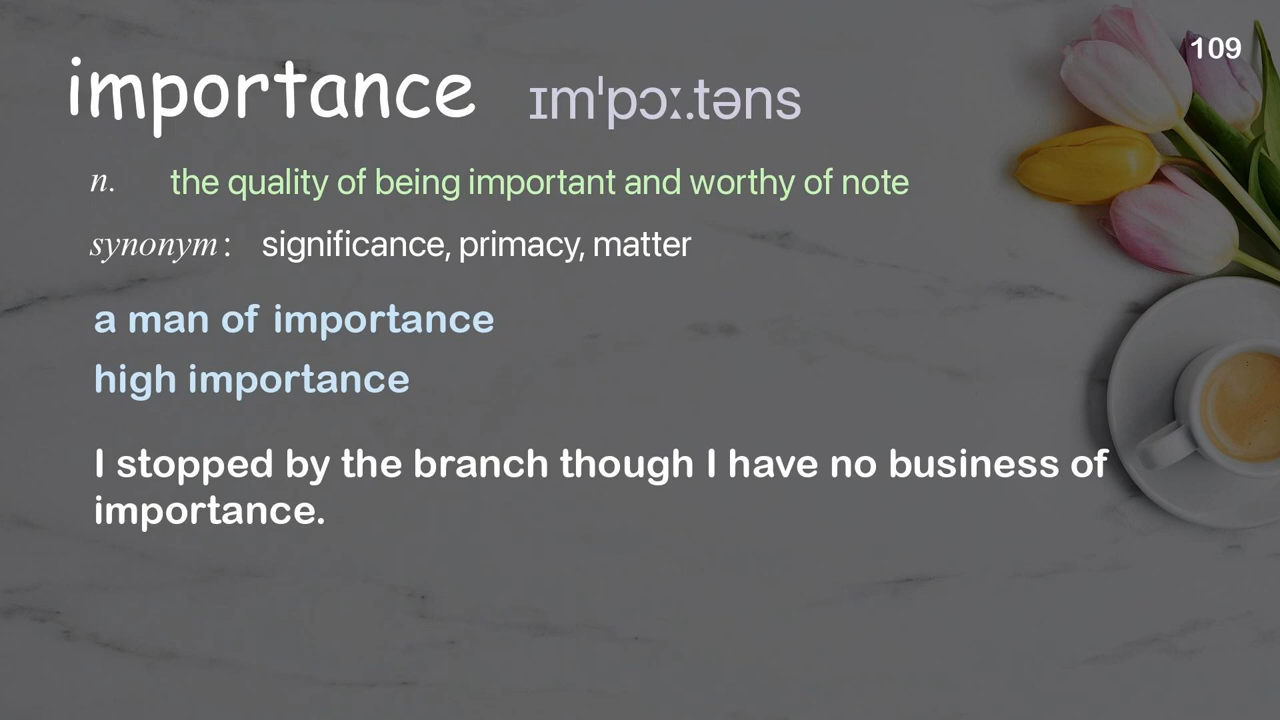 109
importance ɪmˈpɔː.təns
n. the quality of being important and worthy of note
synonym: significance, primacy, matter
a man of importance
high importance
I stopped by the branch though I have no business of
importance.